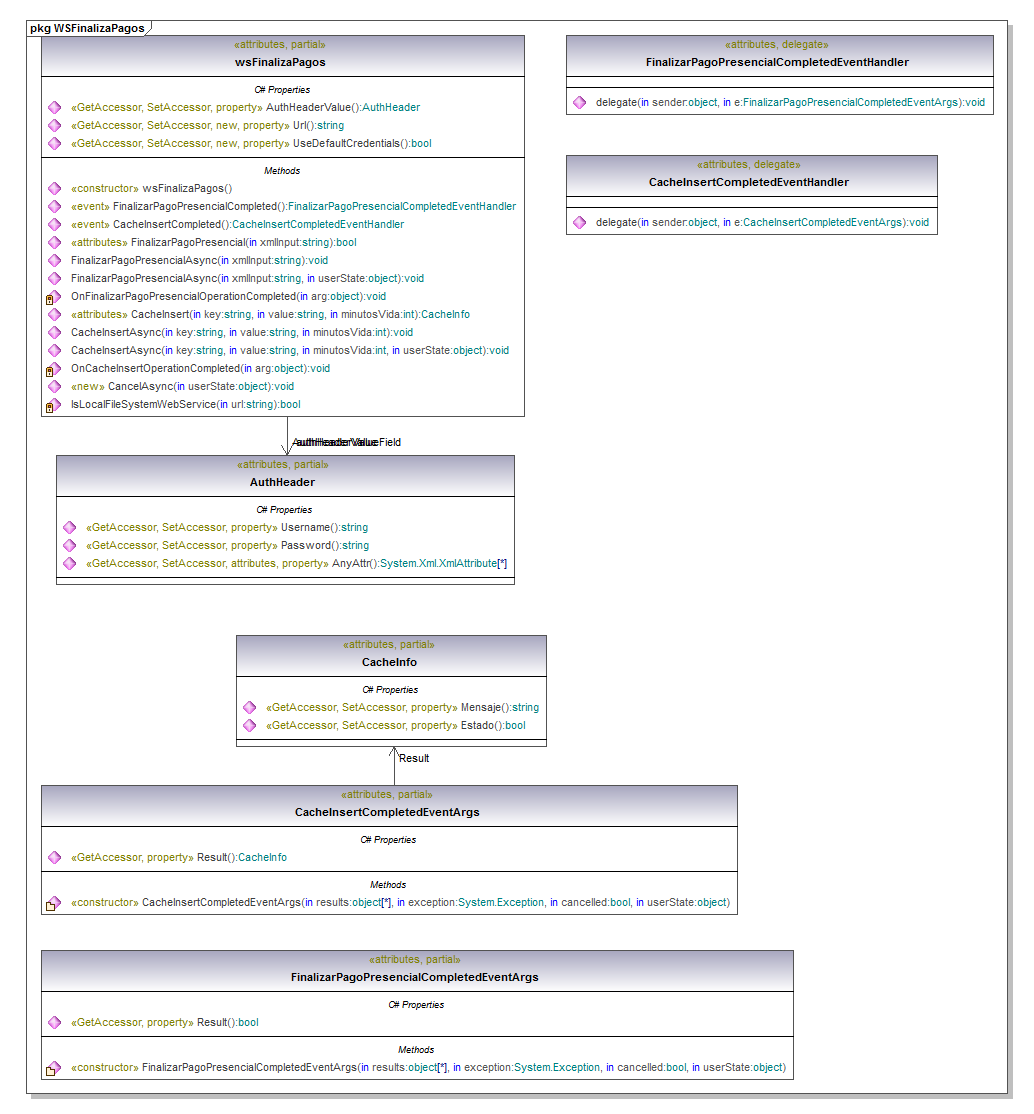 pkg WSFinalizaPagos
«attributes, partial»
wsFinalizaPagos
C# Properties
«GetAccessor, SetAccessor, property» AuthHeaderValue():AuthHeader
«GetAccessor, SetAccessor, new, property» Url():string
«GetAccessor, SetAccessor, new, property» UseDefaultCredentials():bool
Methods
«constructor» wsFinalizaPagos()
«event» FinalizarPagoPresencialCompleted():FinalizarPagoPresencialCompletedEventHandler
«event» CacheInsertCompleted():CacheInsertCompletedEventHandler
«attributes» FinalizarPagoPresencial(in xmlInput:string):bool
FinalizarPagoPresencialAsync(in xmlInput:string):void
FinalizarPagoPresencialAsync(in xmlInput:string, in userState:object):void
OnFinalizarPagoPresencialOperationCompleted(in arg:object):void
«attributes» CacheInsert(in key:string, in value:string, in minutosVida:int):CacheInfo
CacheInsertAsync(in key:string, in value:string, in minutosVida:int):void
CacheInsertAsync(in key:string, in value:string, in minutosVida:int, in userState:object):void
OnCacheInsertOperationCompleted(in arg:object):void
«new» CancelAsync(in userState:object):void
IsLocalFileSystemWebService(in url:string):bool
«attributes, delegate»
FinalizarPagoPresencialCompletedEventHandler
delegate(in sender:object, in e:FinalizarPagoPresencialCompletedEventArgs):void
«attributes, delegate»
CacheInsertCompletedEventHandler
delegate(in sender:object, in e:CacheInsertCompletedEventArgs):void
«attributes, partial»
AuthHeader
C# Properties
«GetAccessor, SetAccessor, property» Username():string
«GetAccessor, SetAccessor, property» Password():string
«GetAccessor, SetAccessor, attributes, property» AnyAttr():System.Xml.XmlAttribute[*]
«attributes, partial»
CacheInfo
C# Properties
«GetAccessor, SetAccessor, property» Mensaje():string
«GetAccessor, SetAccessor, property» Estado():bool
Result
«attributes, partial»
CacheInsertCompletedEventArgs
C# Properties
«GetAccessor, property» Result():CacheInfo
Methods
«constructor» CacheInsertCompletedEventArgs(in results:object[*], in exception:System.Exception, in cancelled:bool, in userState:object)
«attributes, partial»
FinalizarPagoPresencialCompletedEventArgs
C# Properties
«GetAccessor, property» Result():bool
Methods
«constructor» FinalizarPagoPresencialCompletedEventArgs(in results:object[*], in exception:System.Exception, in cancelled:bool, in userState:object)